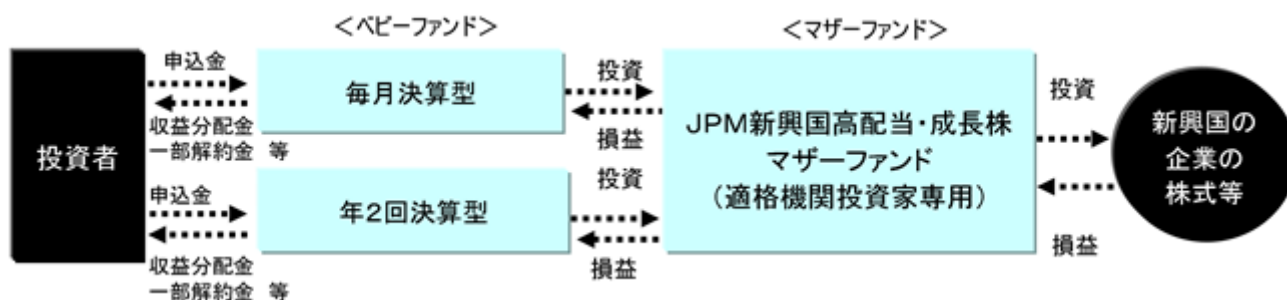 ＜ベビーファンド＞
＜マザーファンド＞
投資者
申込金
収益分配金
一部解約金 等
毎月決算型
投資
損益
申込金
収益分配金
一部解約金 等
年2回決算型
投資
損益
JPM新興国高配当・成長株
マザーファンド
（適格機関投資家専用）
投資
損益
新興国の
企業の
株式等